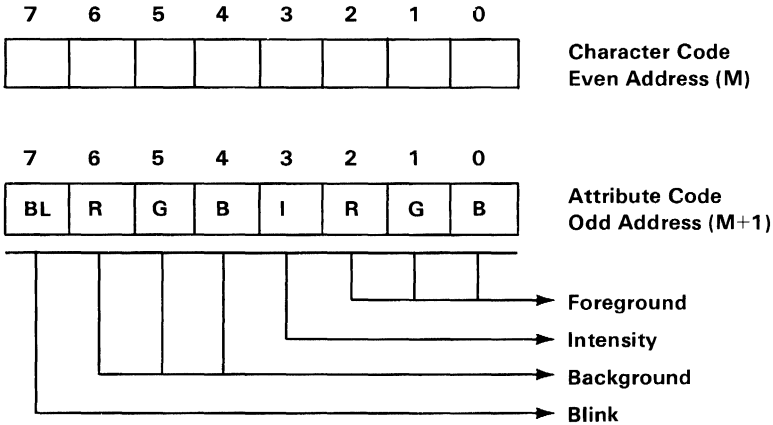 7 6 5 4 3 2 1 0
Character Code
Even Address (M)
7 6 5 4 3 2 1 0
BL R G B I R G B
Attribute Code
Odd Address (M+1)
Foreground
Intensity
Background
Blink